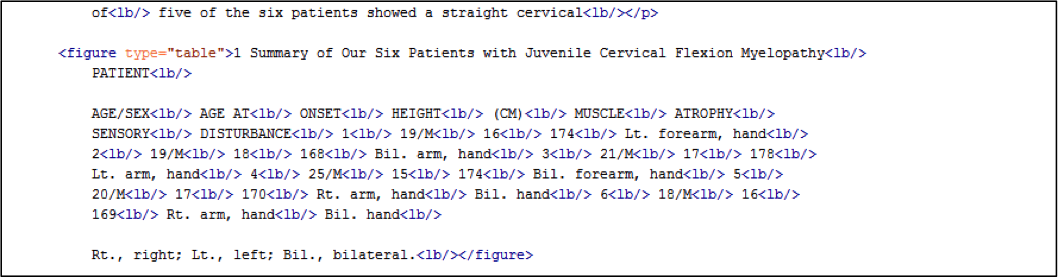 of<lb/> five of the six patients showed a straight cervical<lb/></p>
<figure type="table">1 Summary of Our Six Patients with Juvenile Cervical Flexion Myelopathy<lb/>
PATIENT<lb/>
AGE/SEX<lb/> AGE AT<lb/> ONSET<lb/> HEIGHT<lb/> (CM)<lb/> MUSCLE<lb/> ATROPHY<lb/>
SENSORY<lb/> DISTURBANCE<lb/> 1<lb/> 19/M<lb/> 16<lb/> 174<lb/> Lt. forearm, hand<lb/>
2<lb/> 19/M<lb/> 18<lb/> 168<lb/> Bil. arm, hand<lb/> 3<lb/> 21/M<lb/> 17<lb/> 178<lb/>
Lt. arm, hand<lb/> 4<lb/> 25/M<lb/> 15<lb/> 174<lb/> Bil. forearm, hand<lb/> 5<lb/>
20/M<lb/> 17<lb/> 170<lb/> Rt. arm, hand<lb/> Bil. hand<lb/> 6<lb/> 18/M<lb/> 16<lb/>
169<lb/> Rt. arm, hand<lb/> Bil. hand<lb/>
Rt., right; Lt., left; Bil., bilateral.<lb/></figure>